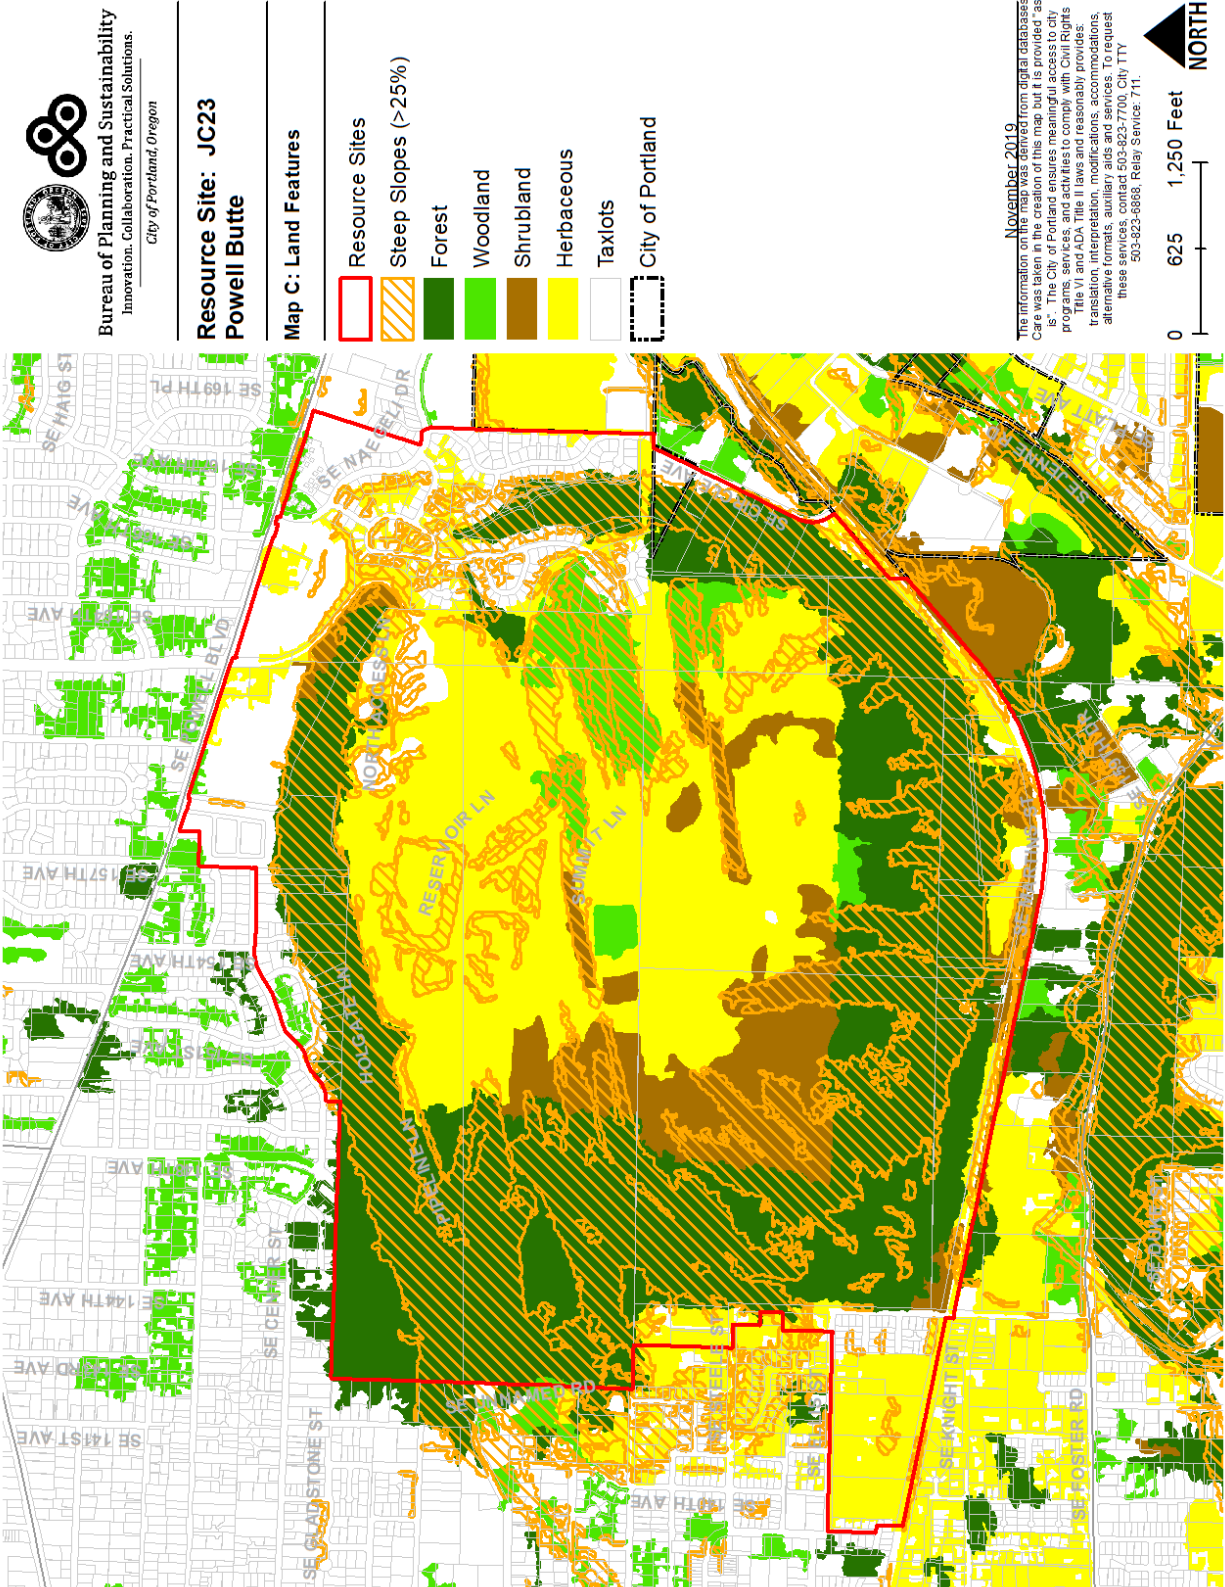 Bureau of Planning and Sustainability
Innovation. Collaboration. Practical Solutions.
City of Portland, Oregon
Resource Site: JC23
Powell Butte
Map C: Land Features
Resource Sites
Steep Slopes (>25%)
Forest
Woodland
Shrubland
Herbaceous
Taxlots
City of Portland
November 2019
The information on the map was derived from digital databases
Care was taken in the creation of this map but it is provided "as
is". The City of Portland ensures meaningful access to city
programs, services, and activities to comply with Civil Rights
Title VI and ADA Title II laws and reasonably provides:
translation, interpretation, modifications, accommodations,
alternative formats, auxiliary aids and services. To request
these services, contact 503-823-7700, City TTY
503-823-6868, Relay Service: 711.
0 625 1,250 Feet
NORTH
SE HAIG ST
SE 169TH PL
SE NAEGELI DR
SE POWELL BLVD
SE 157TH AVE
SE 154TH AVE
SE 151ST AVE
SE 144TH AVE
SE 141ST AVE
SE CENTER ST
SE GLADSTONE ST
HOLGATE LN
PIPELINE LN
NORTH ACCESS LN
RESERVOIR LN
SUMMIT LN
SE JENNE RD
SE KNIGHT ST
SE FOSTER RD